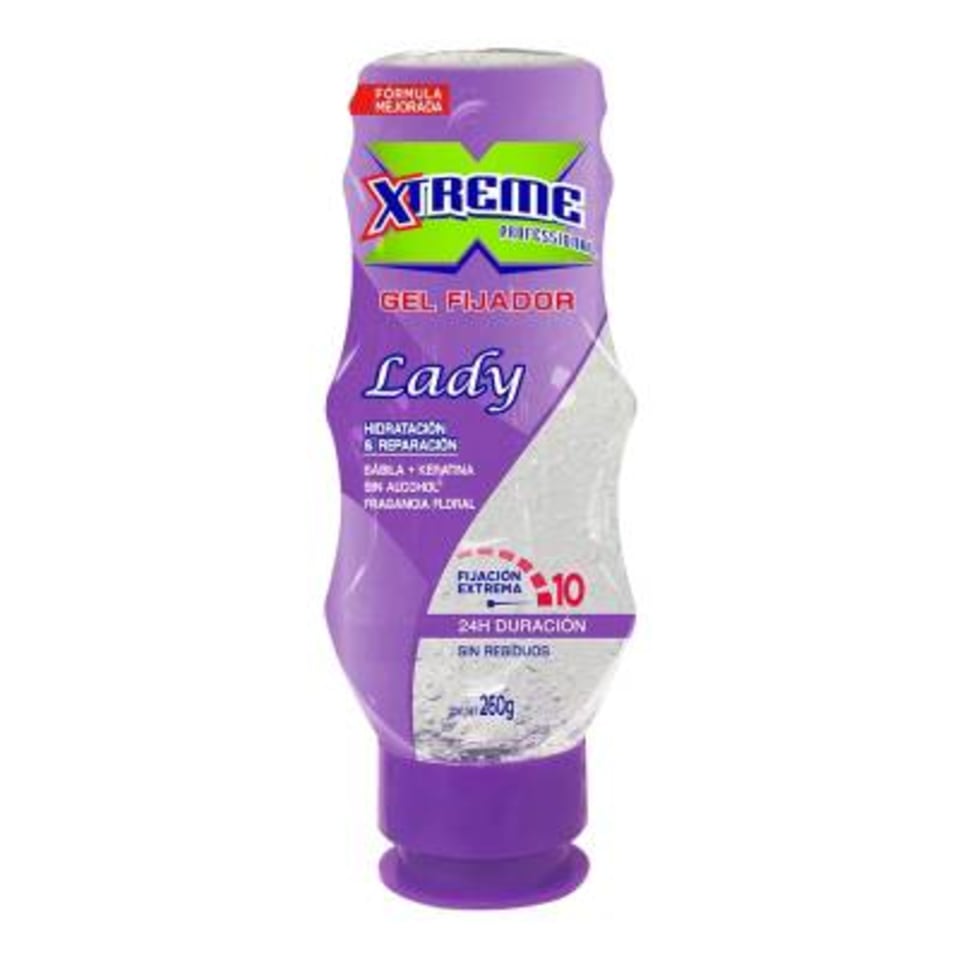 FÓRMULA
MEJORADA
XTREME
PROFESSIONAL
GEL FIJADOR
Lady
HIDRATACIÓN
& REPARACIÓN
SÁBILA + KERATINA
SIN ALCOHOL
FRAGANCIA FLORAL
FIJACIÓN
EXTREMA 10
24H DURACIÓN
SIN RESIDUOS
260g